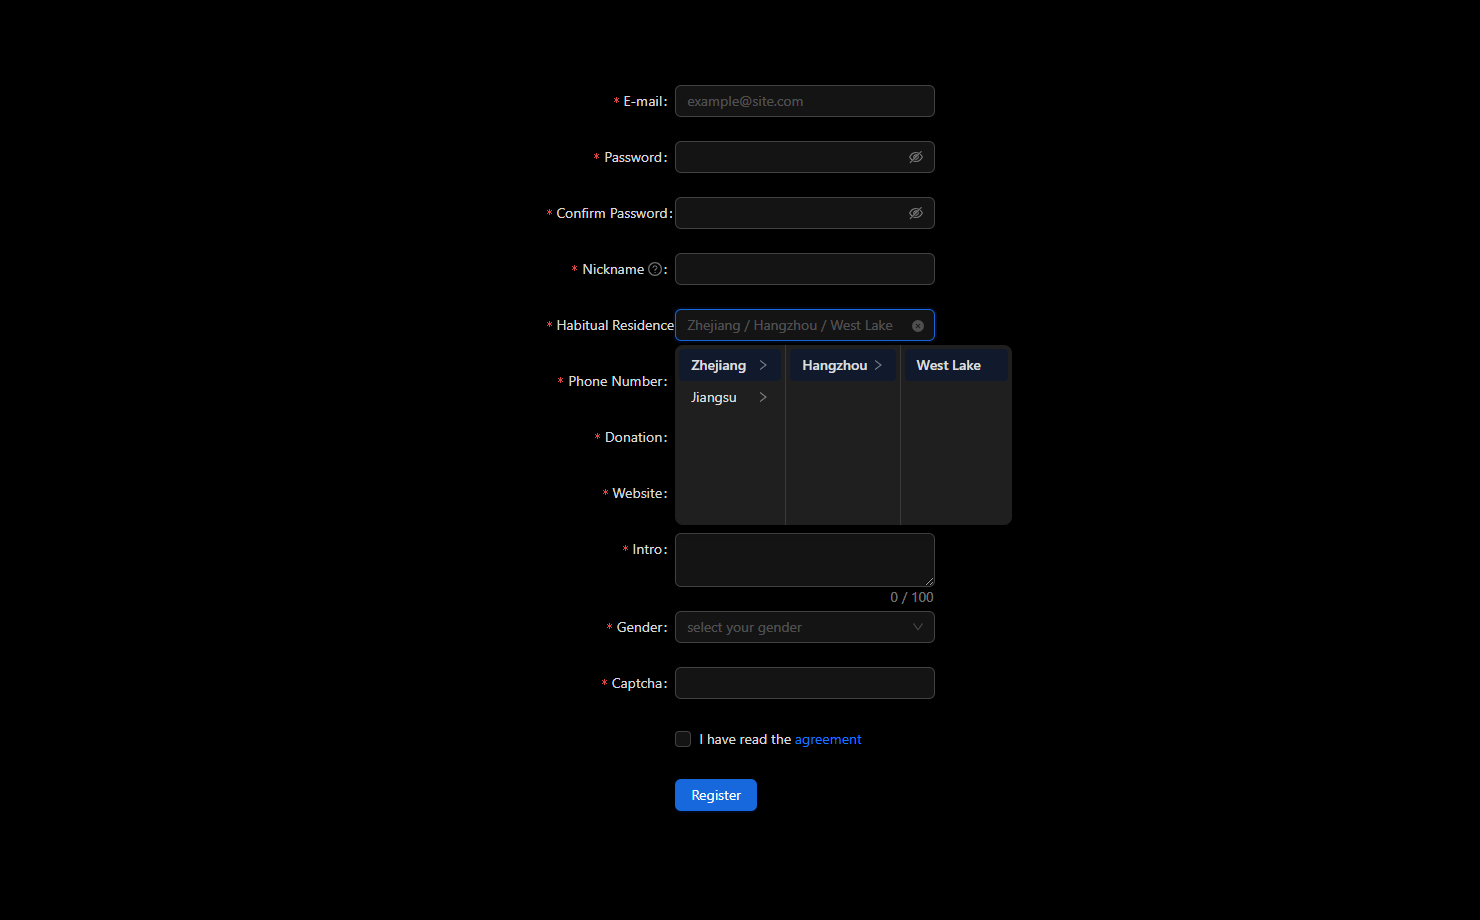 * E-mail: example@site.com
* Password:
* Confirm Password:
* Nickname ? :
* Habitual Residence Zhejiang / Hangzhou / West Lake
Zhejiang > Hangzhou > West Lake
* Phone Number:
Jiangsu >
* Donation:
* Website:
* Intro:
0 / 100
* Gender: select your gender
* Captcha:
I have read the agreement
Register